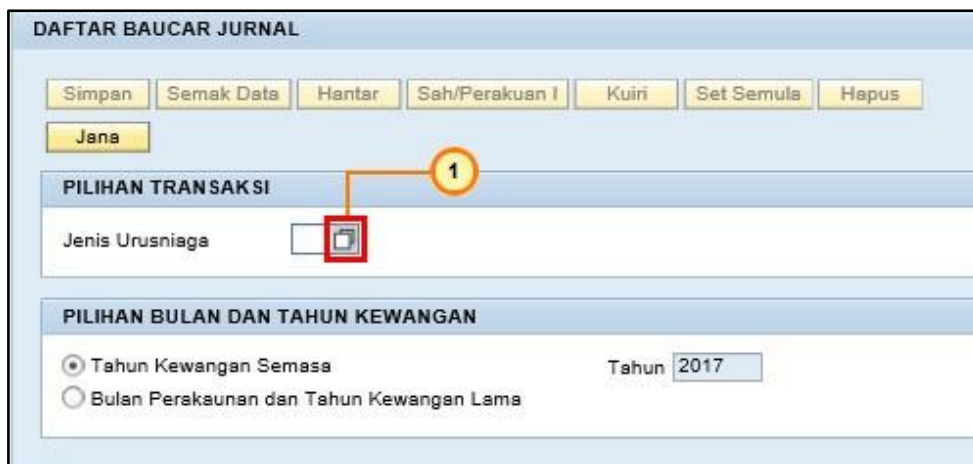 DAFTAR BAUCAR JURNAL
Simpan Semak Data Hantar Sah/Perakuan I Kuiri Set Semula Hapus
Jana
1
PILIHAN TRANSAKSI
Jenis Urusniaga
PILIHAN BULAN DAN TAHUN KEWANGAN
Tahun Kewangan Semasa Tahun 2017
Bulan Perakaunan dan Tahun Kewangan Lama